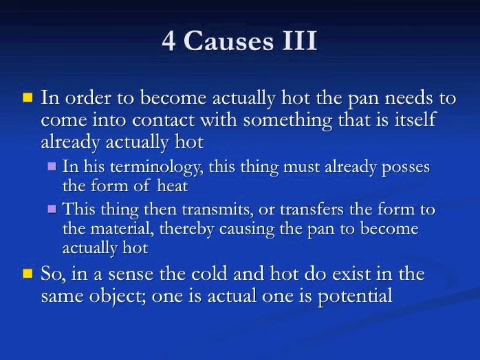 4 Causes III
In order to become actually hot the pan needs to
come into contact with something that is itself
already actually hot
In his terminology, this thing must already posses
the form of heat
This thing then transmits, or transfers the form to
the material, thereby causing the pan to become
actually hot
So, in a sense the cold and hot do exist in the
same object; one is actual one is potential